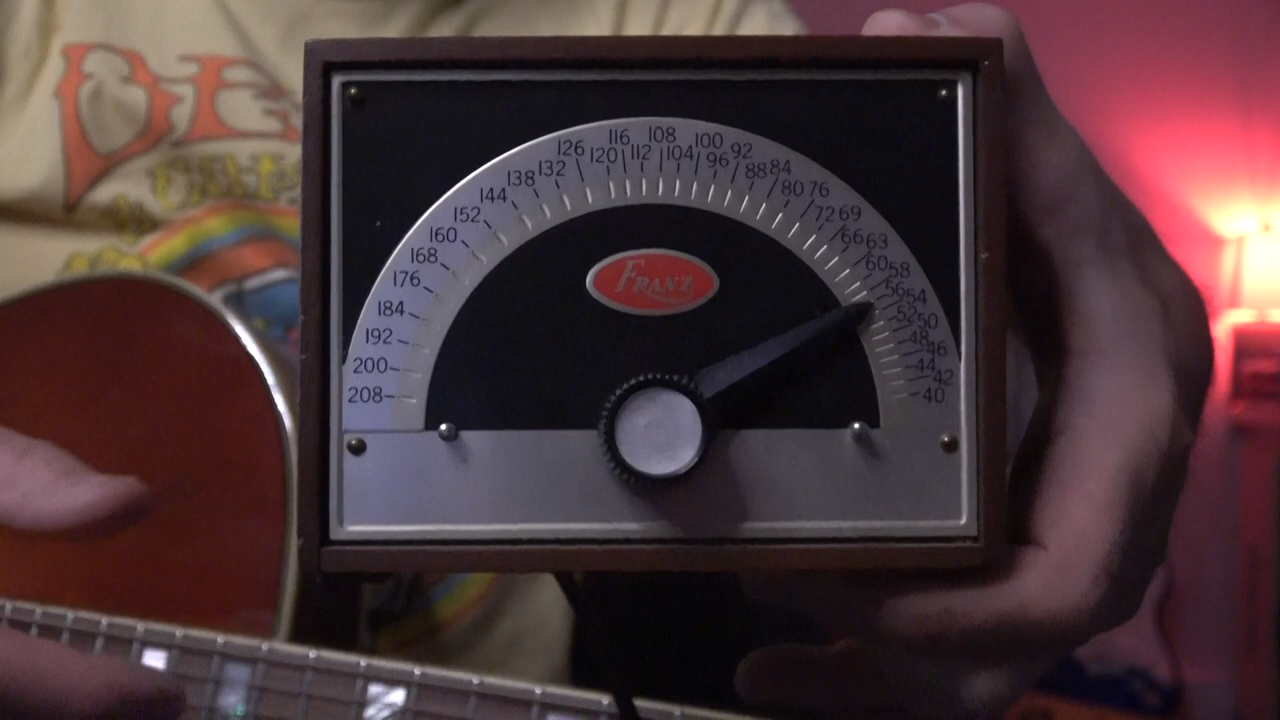 DE
116 108 100
126 120 112 104 96 92
138 132 88 84
144 80 76
152 72 69
160 66 63
168 60 58
176 56 54
184 52 50
192 48 46
200 44 42
208 40
FRANZ